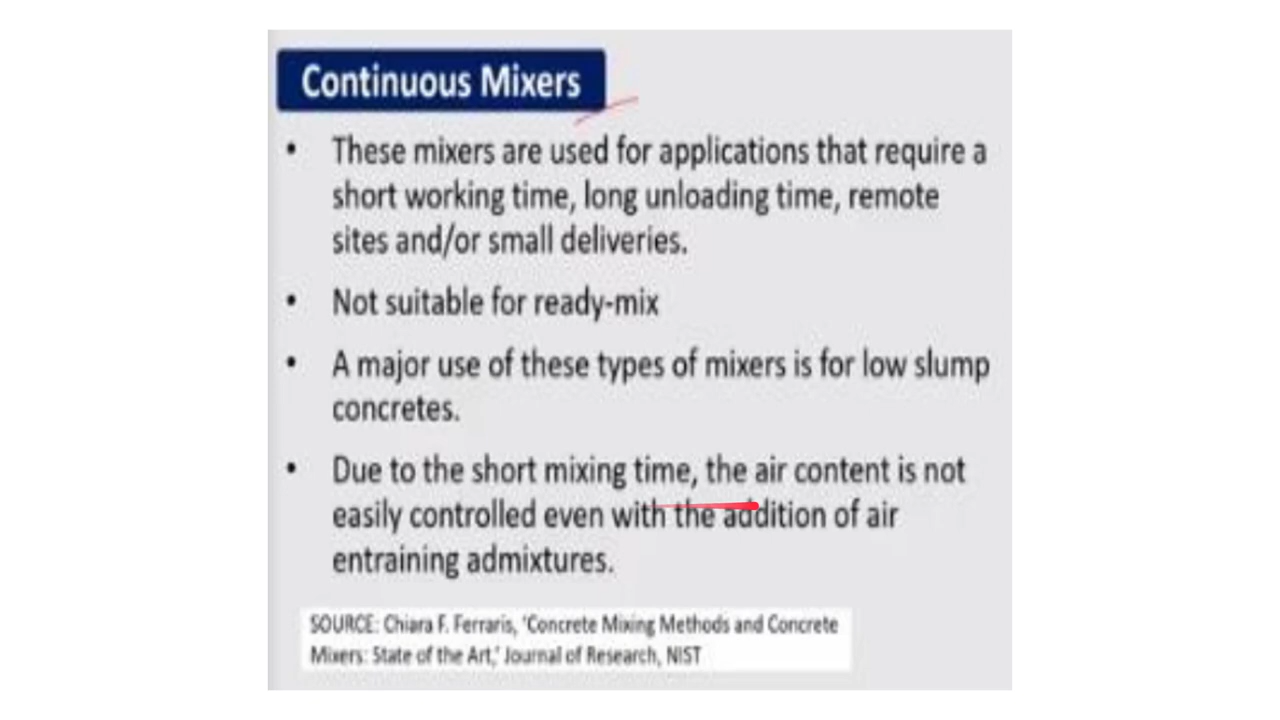 Continuous Mixers
• These mixers are used for applications that require a
short working time, long unloading time, remote
sites and/or small deliveries.
• Not suitable for ready-mix
• A major use of these types of mixers is for low slump
concretes.
• Due to the short mixing time, the air content is not
easily controlled even with the addition of air
entraining admixtures.
SOURCE: Chiara F. Ferraris, 'Concrete Mixing Methods and Concrete
Mixers: State of the Art,' Journal of Research, NIST